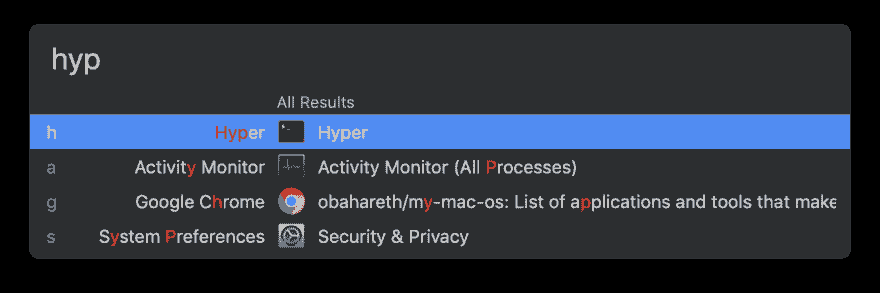 hyp
All Results
h Hyper Hyper
a Activity Monitor Activity Monitor (All Processes)
g Google Chrome obahareth/my-mac-os: List of applications and tools that make
s System Preferences Security & Privacy